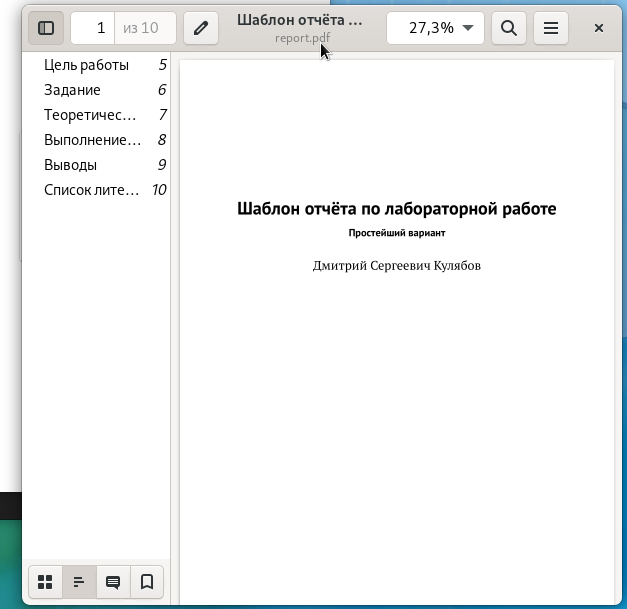 1 из 10
Шаблон отчёта ...
report.pdf
27,3%
Цель работы 5
Задание 6
Теоретичес... 7
Выполнение... 8
Выводы 9
Список лите... 10
Шаблон отчёта по лабораторной работе
Простейший вариант
Дмитрий Сергеевич Кулябов